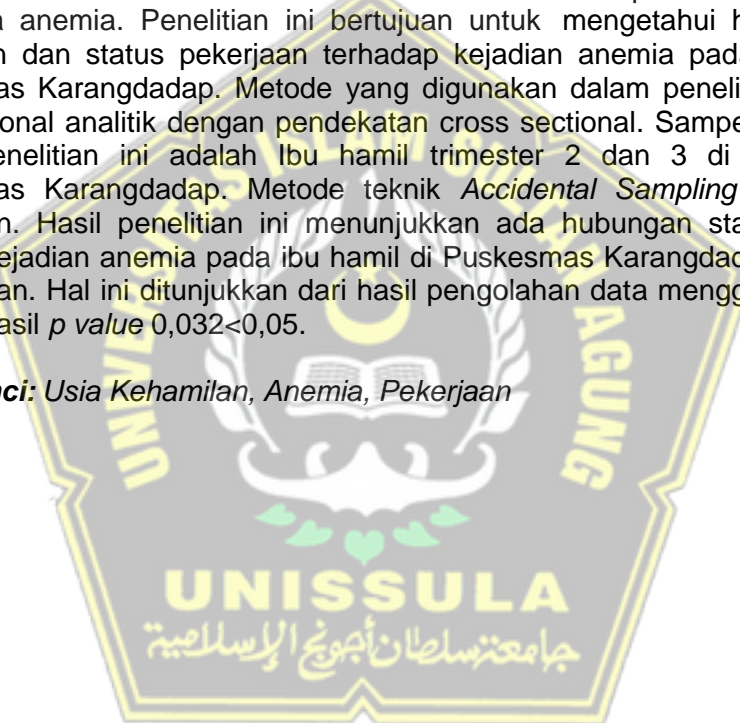 a anemia. Penelitian ini bertujuan untuk mengetahui
n dan status pekerjaan terhadap kejadian anemia pada
as Karangdadap. Metode yang digunakan dalam peneli
onal analitik dengan pendekatan cross sectional. Sampe
enelitian ini adalah Ibu hamil trimester 2 dan 3 di
as Karangdadap. Metode teknik Accidental Sampling
n. Hasil penelitian ini menunjukkan ada hubungan sta
ejadian anemia pada ibu hamil di Puskesmas Karangdad
an. Hal ini ditunjukkan dari hasil pengolahan data mengg
asil p value 0,032<0,05.
nci: Usia Kehamilan, Anemia, Pekerjaan
UNIVERSITAS ISLAM SULTAN AGUNG
UNISSULA
جامعة سلطان أجونج الإسلامية